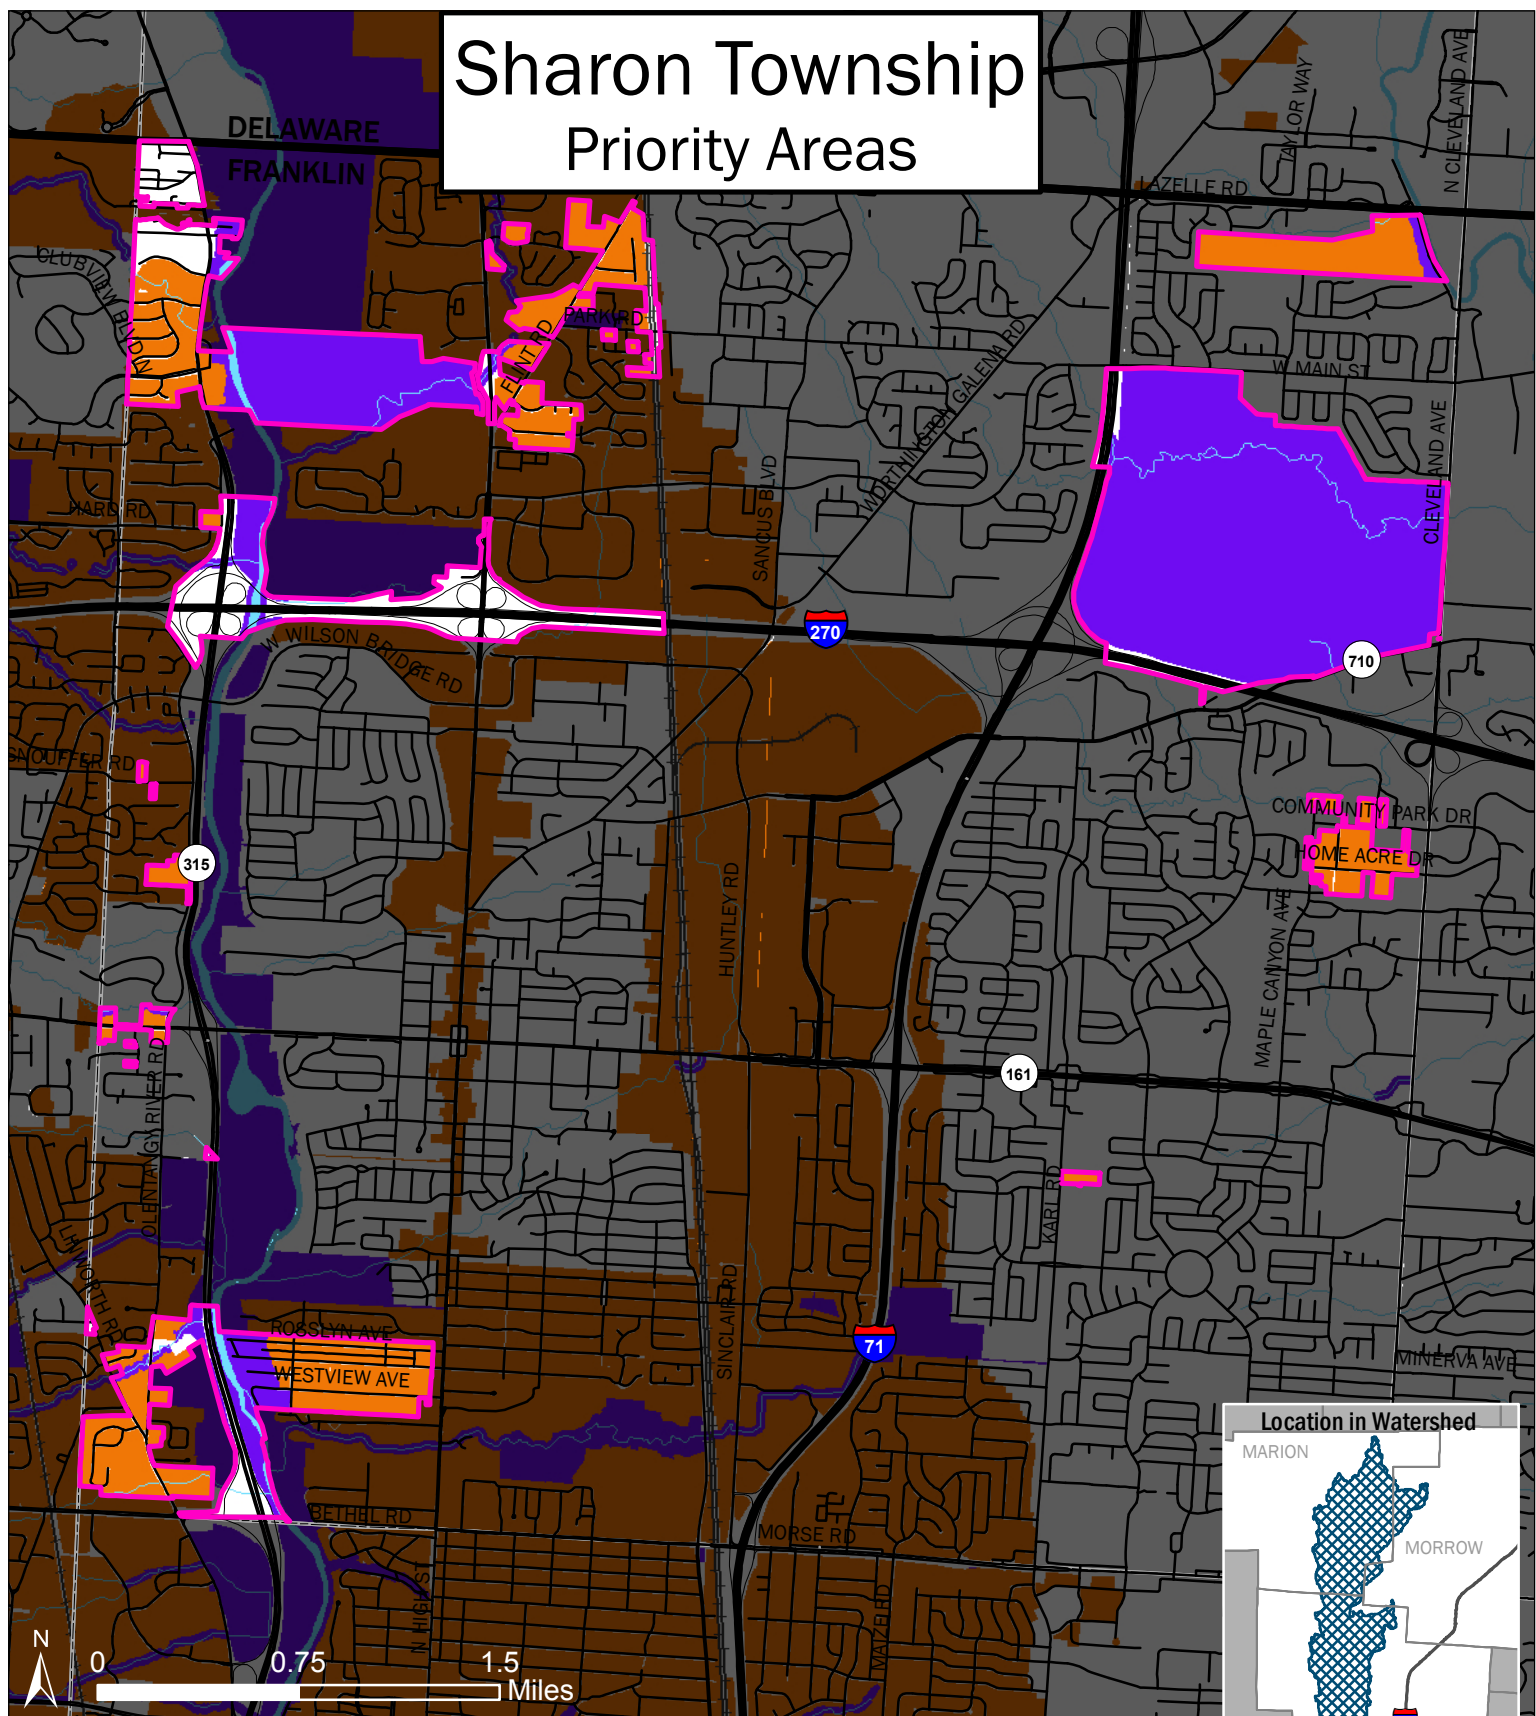 Sharon Township
Priority Areas
DELAWARE
FRANKLIN
TAYLOR WAY
N CLEVELAND AVE
LAZELLE RD
CLUBVIEW BLVD N
PARK RD
FLINT RD
WORTHINGTON GALENA RD
W MAIN ST
CLEVELAND AVE
HARD RD
SANCUS BLVD
270
W WILSON BRIDGE RD
710
SNOUFFER RD
COMMUNITY PARK DR
HOME ACRE DR
315
HUNTLEY RD
MAPLE CANYON AVE
161
OLENTANGY RIVER RD
KARL RD
LINWORTH RD
SINCLAIR RD
ROSSLYN AVE
71
WESTVIEW AVE
MINERVA AVE
BETHEL RD
MORSE RD
N HIGH ST
MAIZE RD
Location in Watershed
MARION
MORROW
N
0
0.75
1.5
Miles